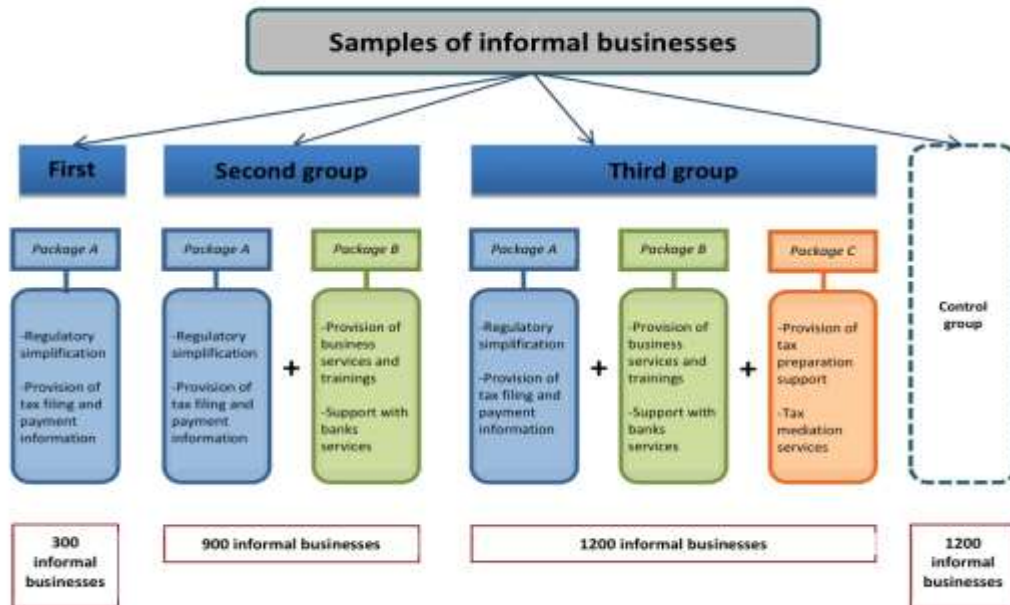 Samples of informal businesses
First
Second group
Third group
Package A
Package A
Package B
Package A
Package B
Package C
-Regulatory
simplification
-Provision of
tax filing and
payment
information
-Regulatory
simplification
-Provision of
tax filing and
payment
information
+
-Provision of
business
services and
trainings
-Support with
banks
services
-Regulatory
simplification
-Provision of
tax filing and
payment
information
+
-Provision of
business
services and
trainings
-Support with
banks
services
+
-Provision of
tax
preparation
support
-Tax
mediation
services
Control
group
300
informal
businesses
900 informal businesses
1200 informal businesses
1200
informal
businesses